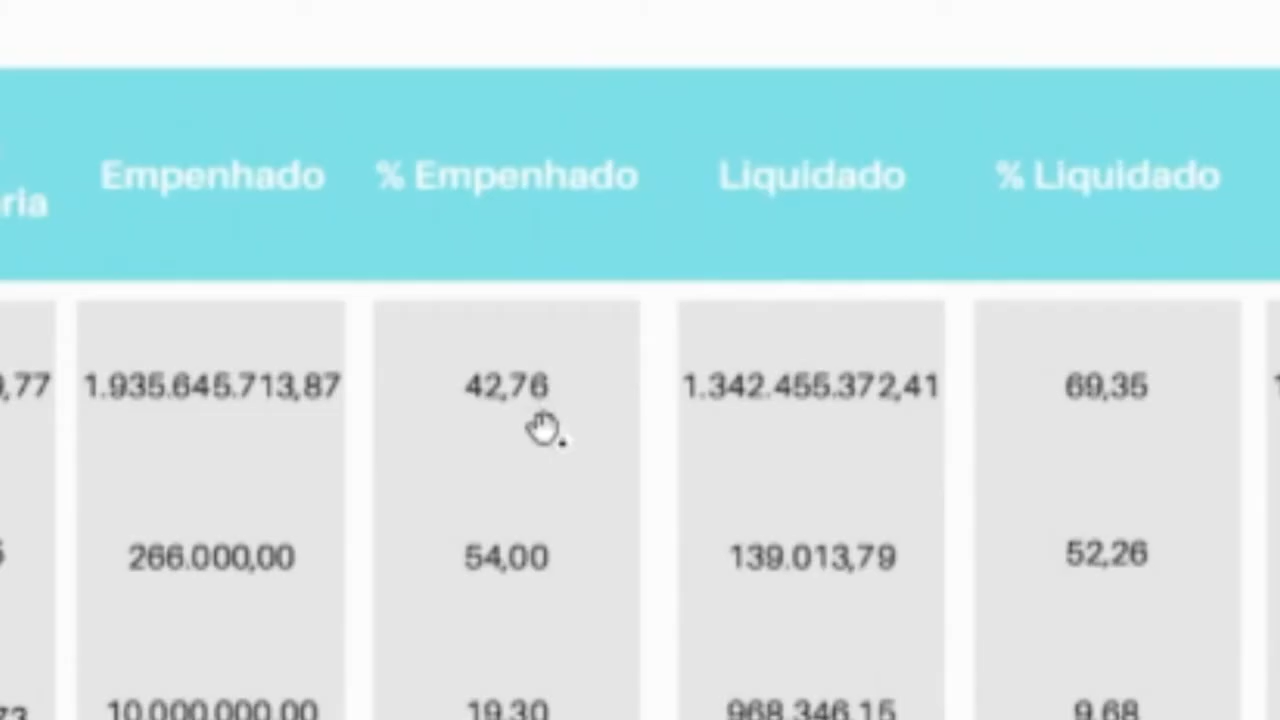 Empenhado % Empenhado Liquidado % Liquidado
ria
,77 1.935.645.713,87 42,76 1.342.455.372,41 69,35
266.000,00 54,00 139.013,79 52,26
10.000.000,00 19,30 968.346,15 9,68